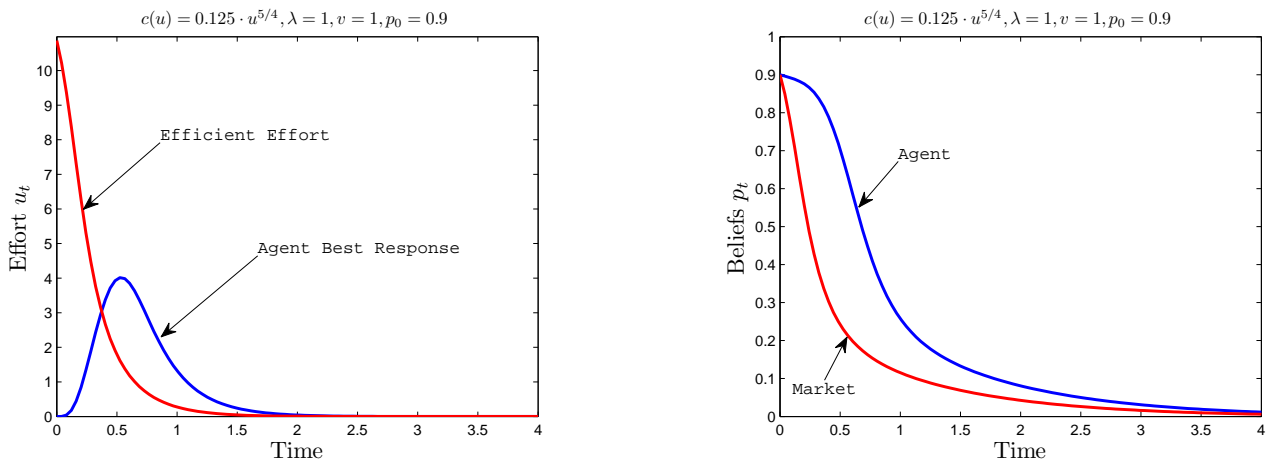 c(u) = 0.125 · u^{5/4}, λ = 1, v = 1, p_0 = 0.9
10
9
8
7
6
5
4
3
2
1
0
Effort u_t
Efficient Effort
Agent Best Response
0 0.5 1 1.5 2 2.5 3 3.5 4
Time
c(u) = 0.125 · u^{5/4}, λ = 1, v = 1, p_0 = 0.9
1
0.9
0.8
0.7
0.6
0.5
0.4
0.3
0.2
0.1
0
Beliefs p_t
Agent
Market
0 0.5 1 1.5 2 2.5 3 3.5 4
Time